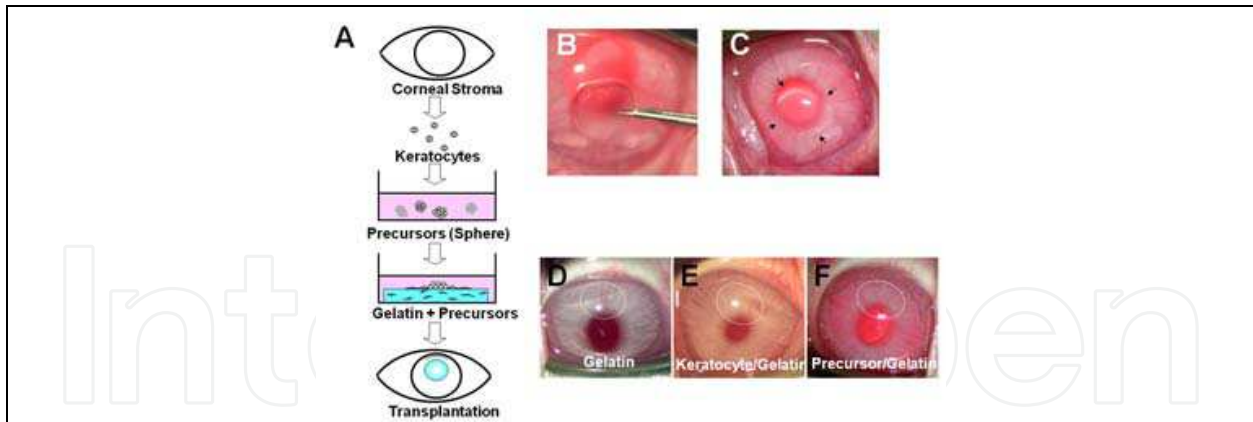 A
Corneal Stroma
Keratocytes
Precursors (Sphere)
Gelatin + Precursors
Transplantation
B
C
D
Gelatin
E
Keratocyte/Gelatin
F
Precursor/Gelatin